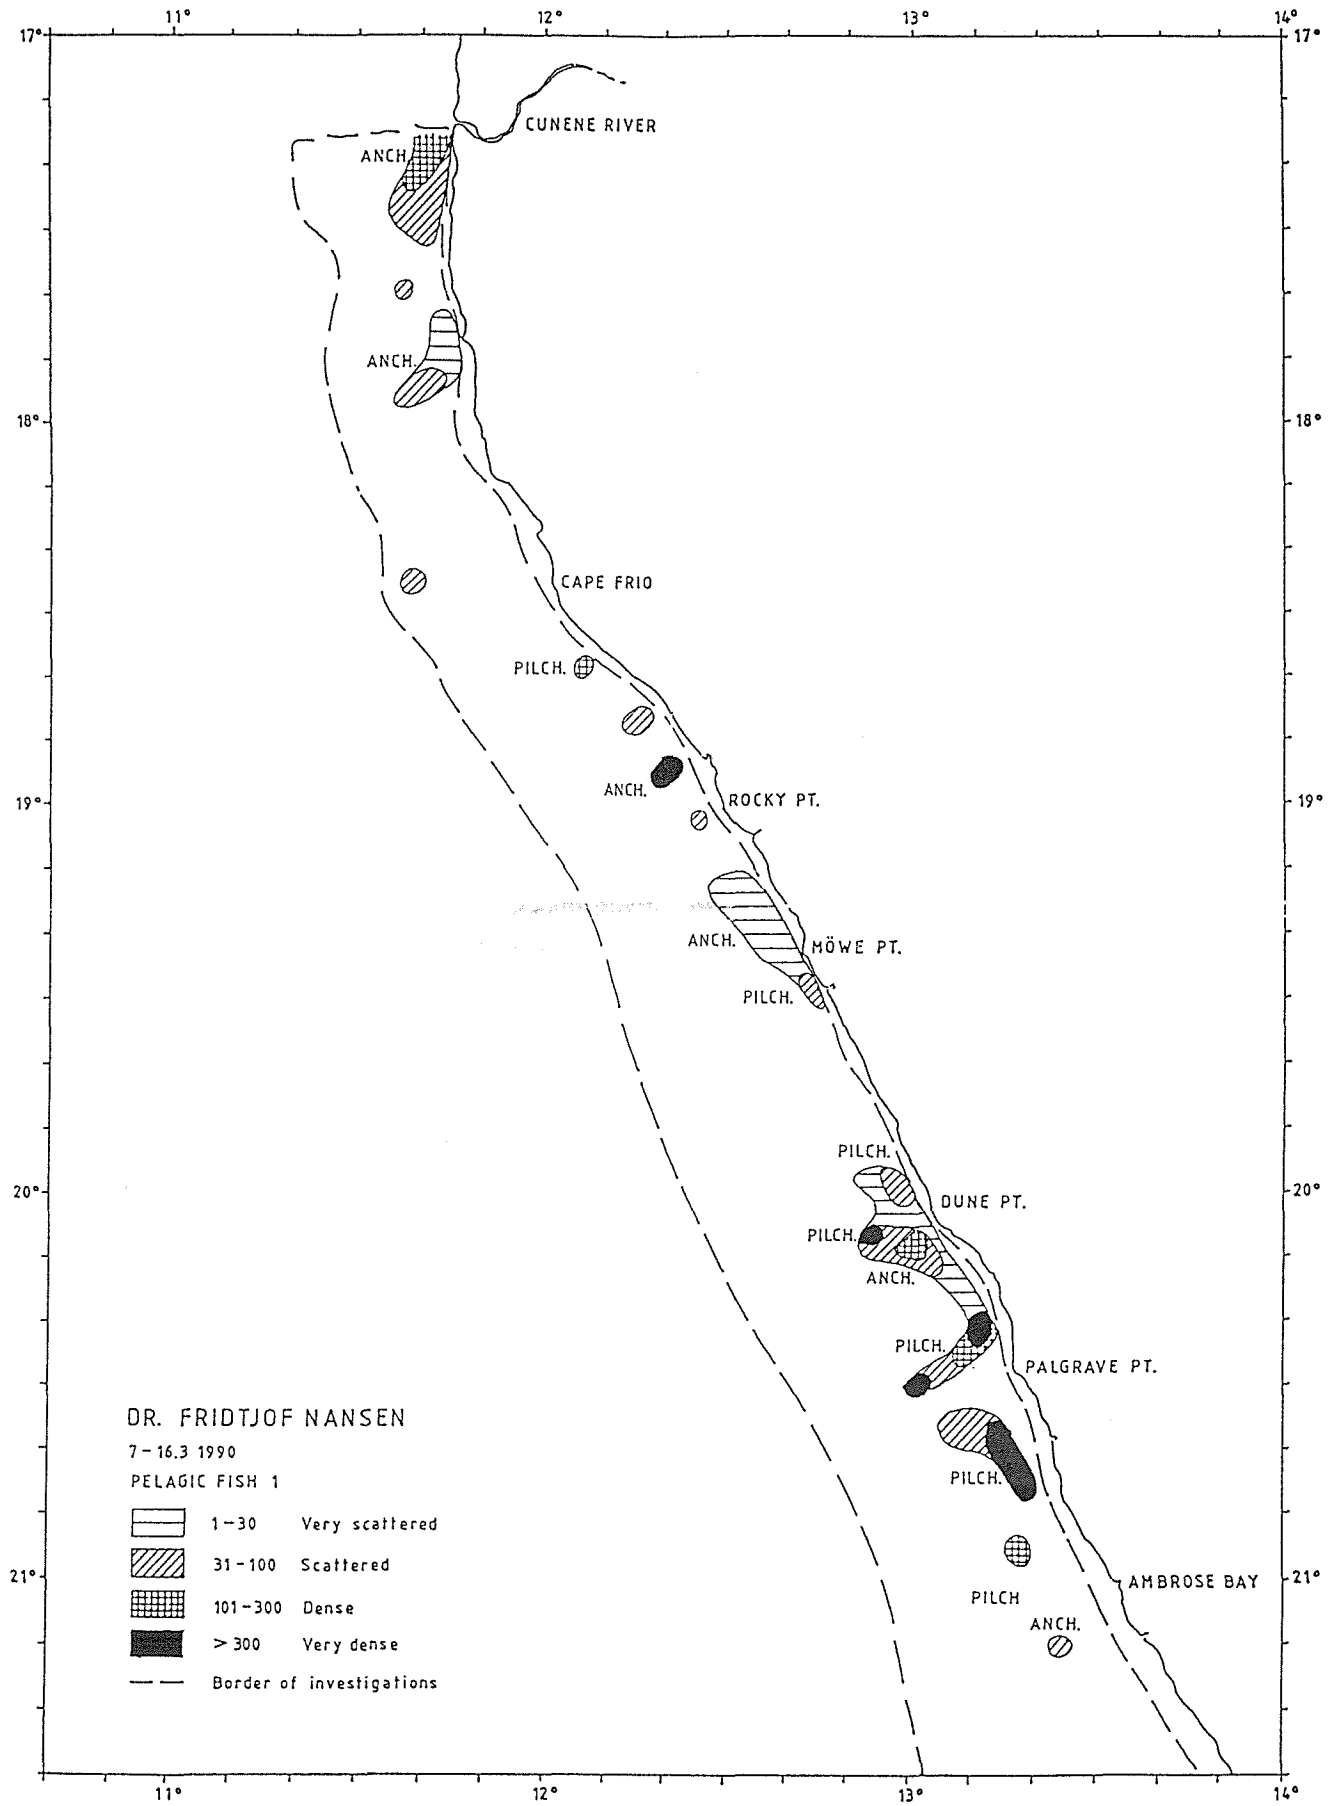 11° 12° 13° 14°
17° 17°
CUNENE RIVER
ANCH.
ANCH.
18° 18°
CAPE FRIO
PILCH.
ANCH.
ROCKY PT.
19° 19°
ANCH.
MÖWE PT.
PILCH.
PILCH.
20° 20°
DUNE PT.
PILCH.
ANCH.
PILCH.
PALGRAVE PT.
DR. FRIDTJOF NANSEN
7-16.3 1990
PELAGIC FISH 1
PILCH.
1-30 Very scattered
31-100 Scattered
21° 21°
AMBROSE BAY
PILCH
101-300 Dense
ANCH.
> 300 Very dense
Border of investigations
11° 12° 13° 14°